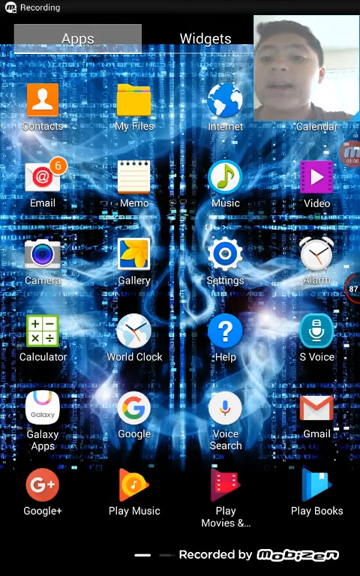 Recording
Apps Widgets
Contacts My Files Internet Calendar
6
Email Memo Music Video
Camera Gallery Settings Alarm
87
Calculator World Clock Help S Voice
Galaxy Apps Google Voice Search Gmail
Google+ Play Music Play Movies &... Play Books
Recorded by mobizen